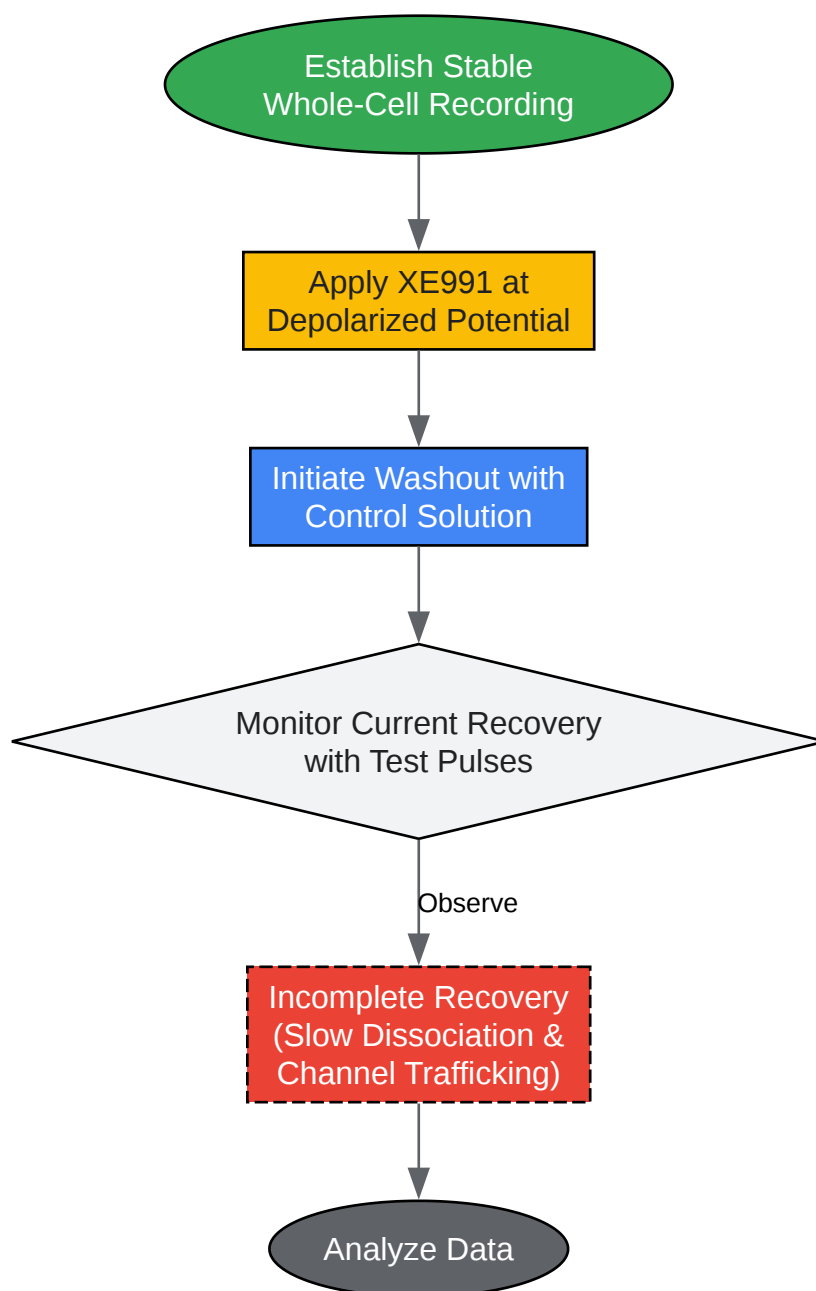 Establish Stable
Whole-Cell Recording
Apply XE991 at
Depolarized Potential
Initiate Washout with
Control Solution
Monitor Current Recovery
with Test Pulses
Observe
Incomplete Recovery
(Slow Dissociation &
Channel Trafficking)
Analyze Data